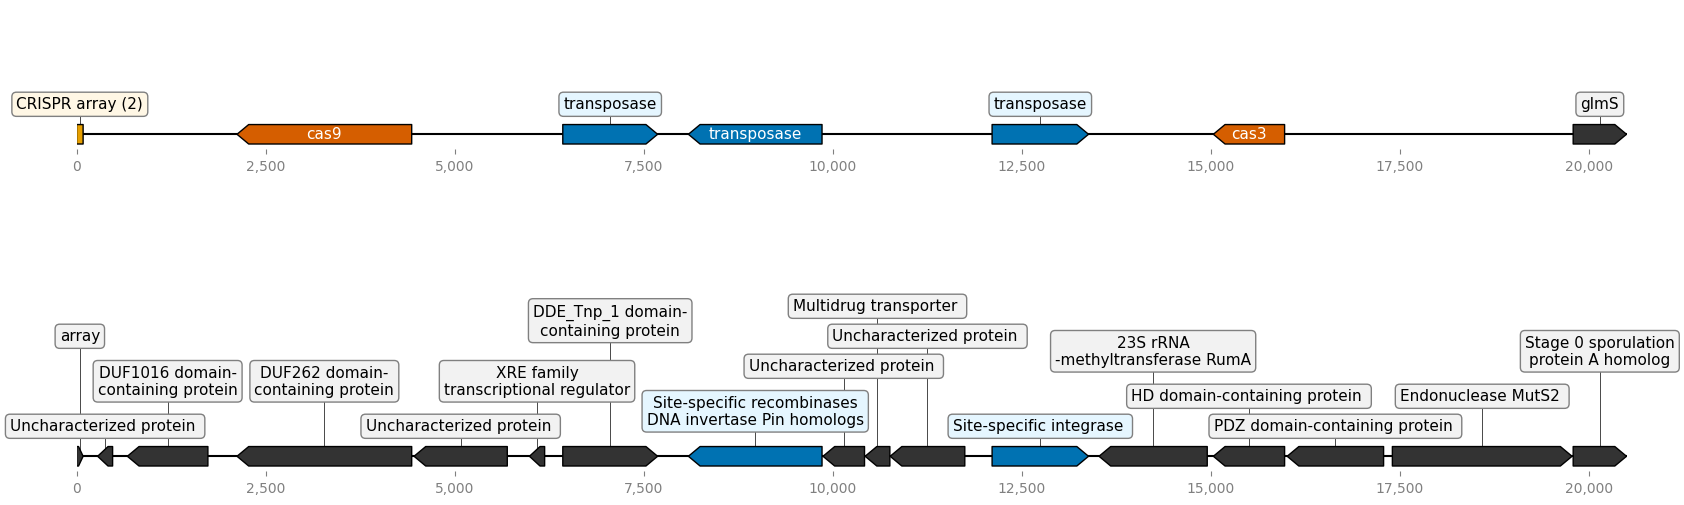 CRISPR array (2)
transposase
transposase
glmS
cas9
transposase
cas3
0
2,500
5,000
7,500
10,000
12,500
15,000
17,500
20,000
DDE_Tnp_1 domain-
containing protein
Multidrug transporter
array
Uncharacterized protein
23S rRNA
-methyltransferase RumA
Stage 0 sporulation
protein A homolog
DUF1016 domain-
containing protein
DUF262 domain-
containing protein
XRE family
transcriptional regulator
Uncharacterized protein
Site-specific recombinases
DNA invertase Pin homologs
HD domain-containing protein
Endonuclease MutS2
Uncharacterized protein
Uncharacterized protein
Site-specific integrase
PDZ domain-containing protein
0
2,500
5,000
7,500
10,000
12,500
15,000
17,500
20,000